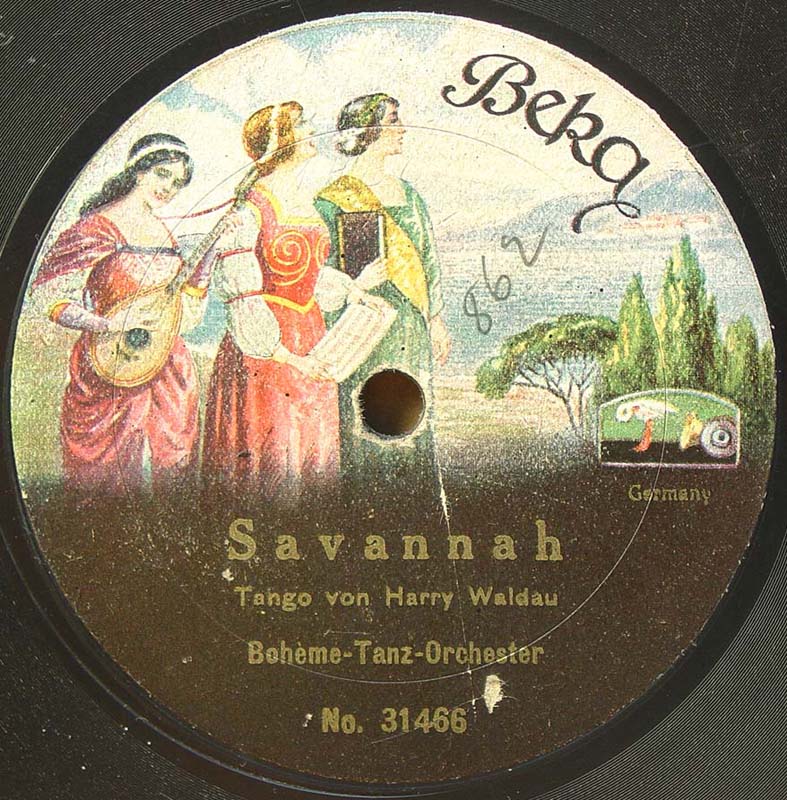 Beka
862
Germany
Savannah
Tango von Harry Waldau
Bohème-Tanz-Orchester
No. 31466